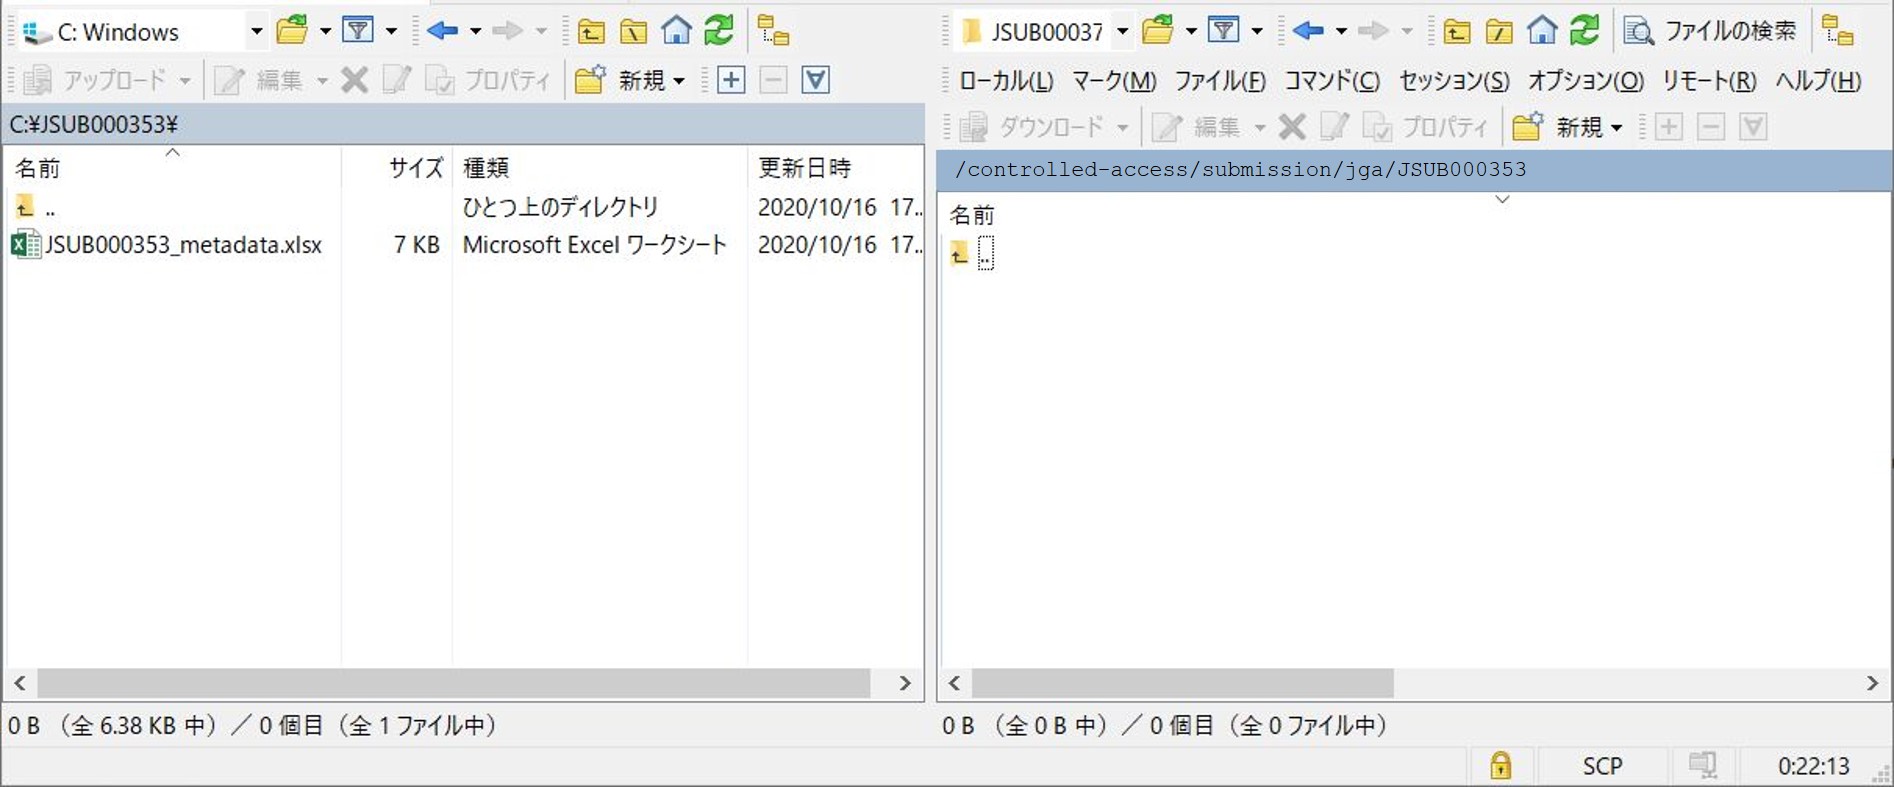 C: Windows
アップロード 編集 プロパティ 新規
C:¥JSUB000353¥
名前 サイズ 種類 更新日時
.. ひとつ上のディレクトリ 2020/10/16 17..
JSUB000353_metadata.xlsx 7 KB Microsoft Excel ワークシート 2020/10/16 17..
0 B （全 6.38 KB 中）／ 0 個目（全 1 ファイル中）
JSUB00037 ファイルの検索
ローカル(L) マーク(M) ファイル(F) コマンド(C) セッション(S) オプション(O) リモート(R) ヘルプ(H)
ダウンロード 編集 プロパティ 新規
/controlled-access/submission/jga/JSUB000353
名前
..
0 B （全 0 B 中）／ 0 個目（全 0 ファイル中）
SCP 0:22:13